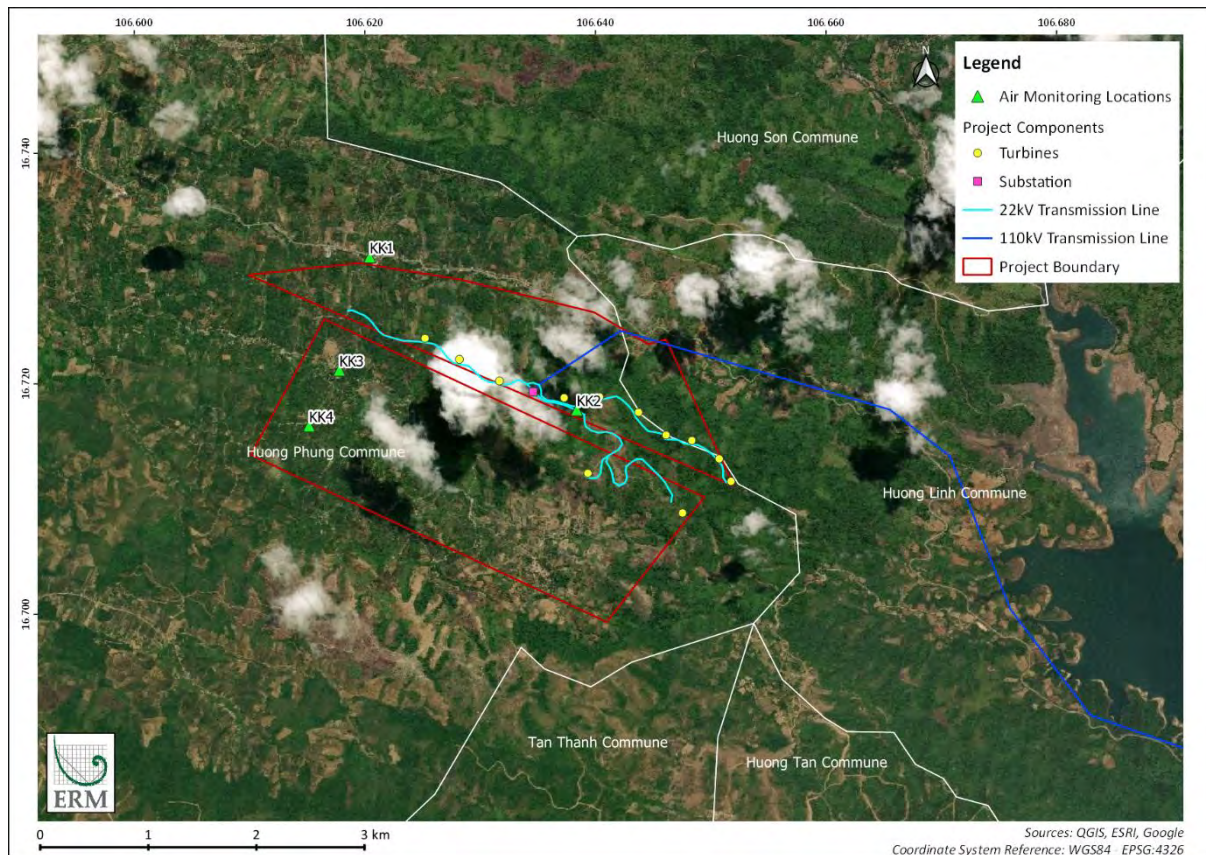 106.600
106.620
106.640
106.660
106.680
16.740
16.720
16.700
N
Legend
Air Monitoring Locations
Project Components
Turbines
Substation
22kV Transmission Line
110kV Transmission Line
Project Boundary
Huong Son Commune
KK1
KK3
KK2
KK4
Huong Phung Commune
Huong Linh Commune
Tan Thanh Commune
Huong Tan Commune
ERM
0 1 2 3 km
Sources: QGIS, ESRI, Google
Coordinate System Reference: WGS84 - EPSG:4326